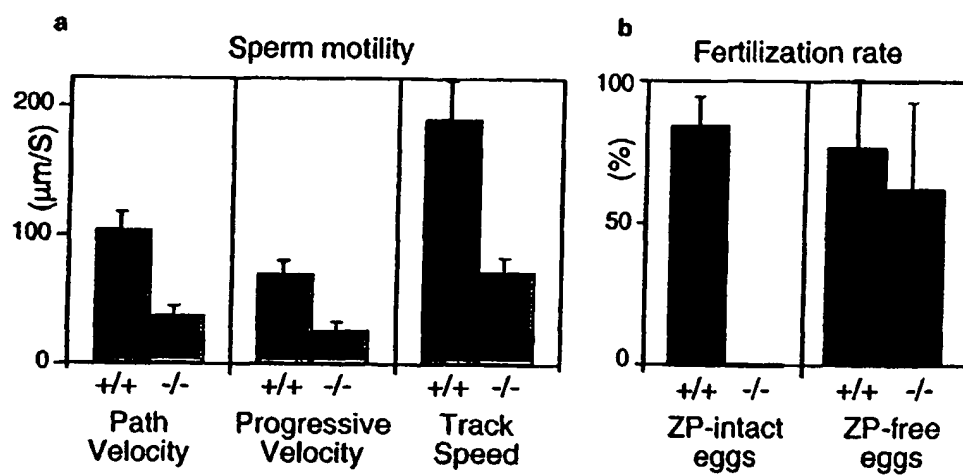 a
Sperm motility
200
100
0
(µm/S)
+/+ -/-
Path
Velocity
+/+ -/-
Progressive
Velocity
+/+ -/-
Track
Speed
b
Fertilization rate
100
50
0
(%)
+/+ -/-
ZP-intact
eggs
+/+ -/-
ZP-free
eggs